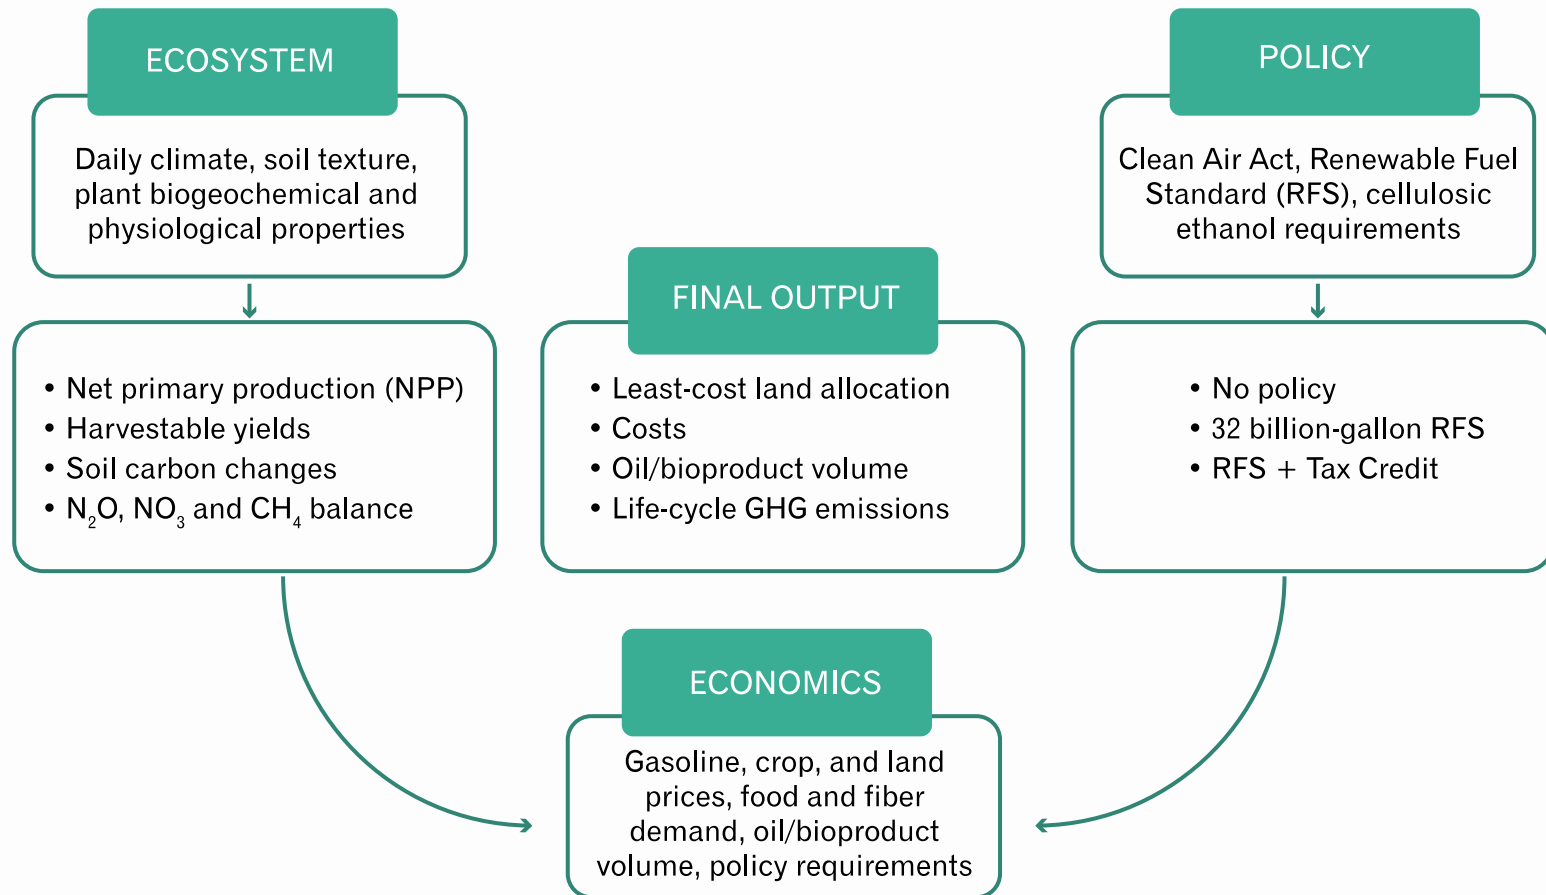 ECOSYSTEM
Daily climate, soil texture,
plant biogeochemical and
physiological properties
• Net primary production (NPP)
• Harvestable yields
• Soil carbon changes
• N₂O, NO₃ and CH₄ balance
FINAL OUTPUT
• Least-cost land allocation
• Costs
• Oil/bioproduct volume
• Life-cycle GHG emissions
POLICY
Clean Air Act, Renewable Fuel
Standard (RFS), cellulosic
ethanol requirements
• No policy
• 32 billion-gallon RFS
• RFS + Tax Credit
ECONOMICS
Gasoline, crop, and land
prices, food and fiber
demand, oil/bioproduct
volume, policy requirements